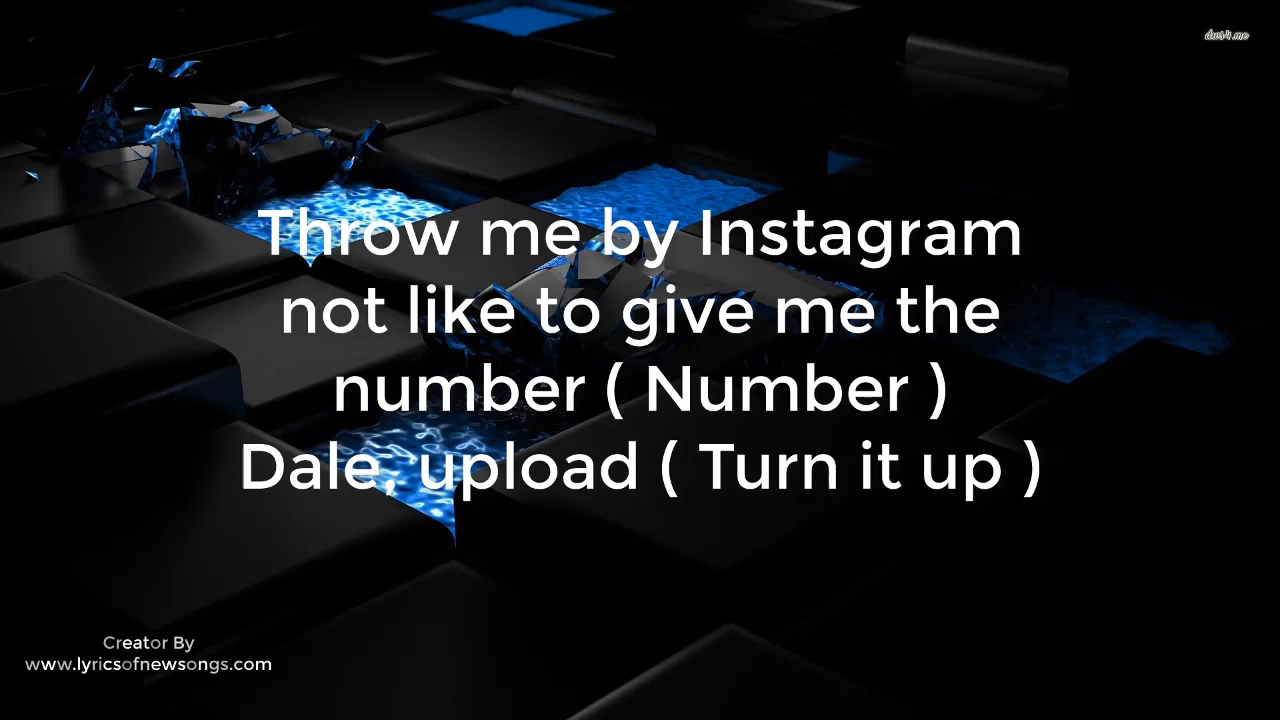 Throw me by Instagram
not like to give me the
number ( Number )
Dale, upload ( Turn it up )
Creator By
www.lyricsofnewsongs.com